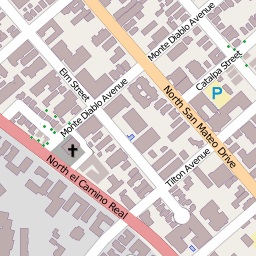 Monte Diablo Avenue
Catalpa Street
Elm Street
North San Mateo Drive
P
Monte Diablo Avenue
Tilton Avenue
North el Camino Real